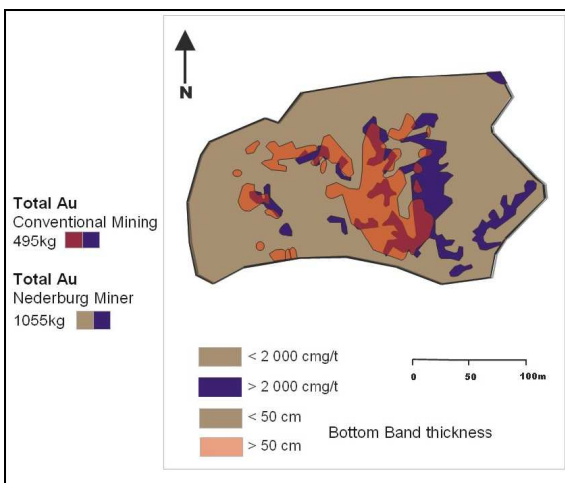 N
Total Au
Conventional Mining
495kg
Total Au
Nederburg Miner
1055kg
< 2 000 cmg/t
> 2 000 cmg/t
< 50 cm
> 50 cm
0 50 100m
Bottom Band thickness